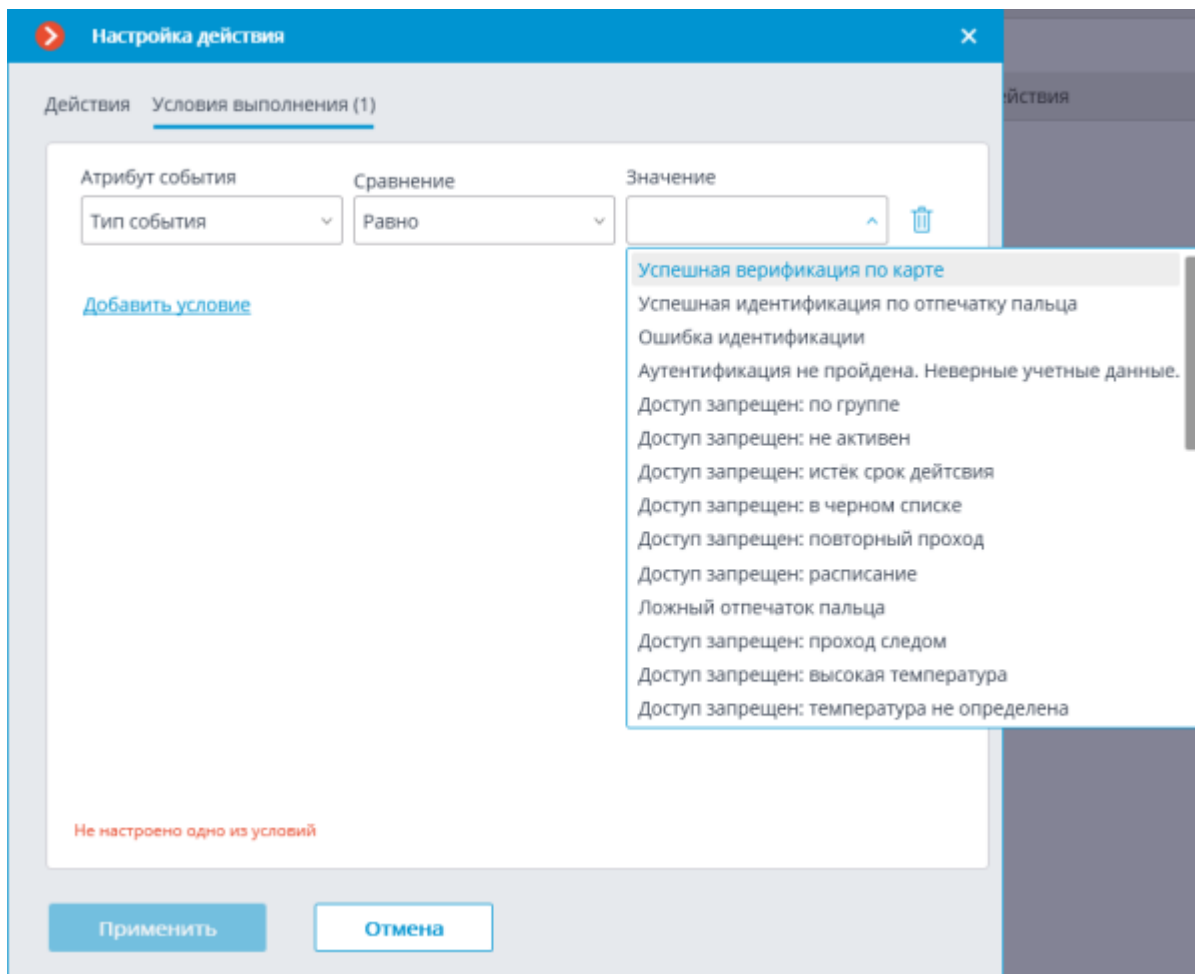 Настройка действия
йствия
Действия Условия выполнения (1)
Атрибут события Сравнение Значение
Тип события Равно
Успешная верификация по карте
Добавить условие
Успешная идентификация по отпечатку пальца
Ошибка идентификации
Аутентификация не пройдена. Неверные учетные данные.
Доступ запрещен: по группе
Доступ запрещен: не активен
Доступ запрещен: истёк срок дейтсвия
Доступ запрещен: в черном списке
Доступ запрещен: повторный проход
Доступ запрещен: расписание
Ложный отпечаток пальца
Доступ запрещен: проход следом
Доступ запрещен: высокая температура
Доступ запрещен: температура не определена
Не настроено одно из условий
Применить Отмена